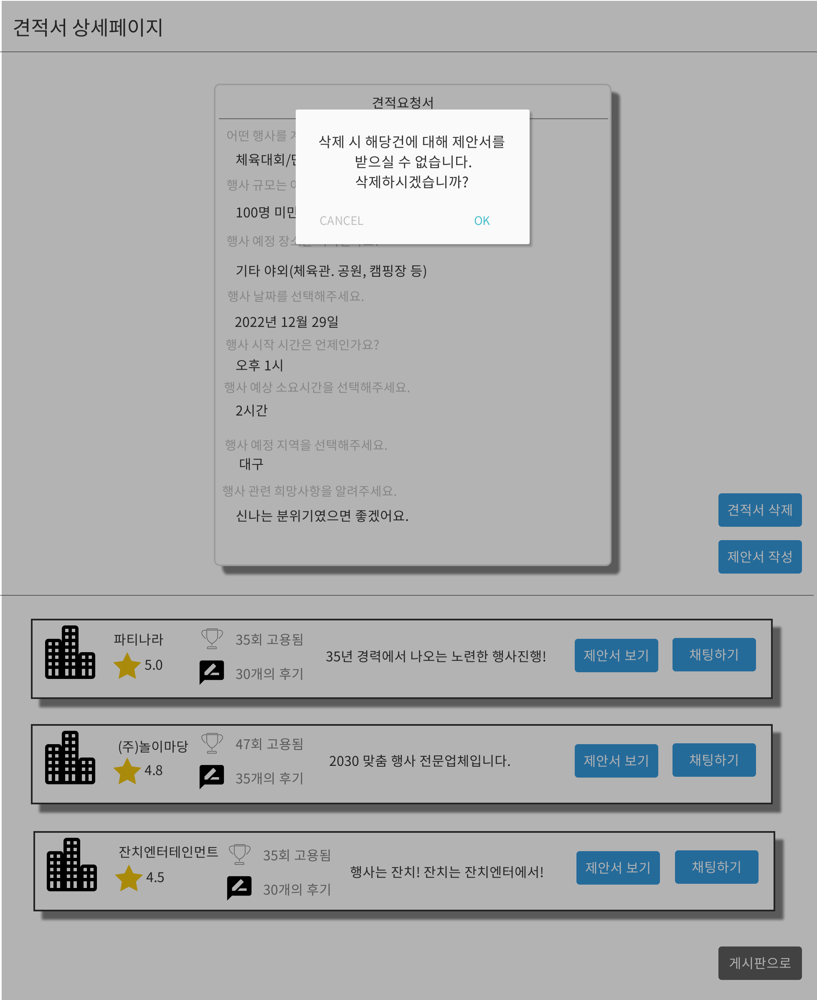 견적서 상세페이지
견적요청서
어떤 행사를
체육대회/
행사 규모는
100명 미만
행사 예정
삭제 시 해당건에 대해 제안서를
받으실 수 없습니다.
삭제하시겠습니까?
CANCEL
OK
기타 야외(체육관. 공원, 캠핑장 등)
행사 날짜를 선택해주세요.
2022년 12월 29일
행사 시작 시간은 언제인가요?
오후 1시
행사 예상 소요시간을 선택해주세요.
2시간
행사 예정 지역을 선택해주세요.
대구
행사 관련 희망사항을 알려주세요.
신나는 분위기였으면 좋겠어요.
견적서 삭제
제안서 작성
파티나라
5.0
35회 고용됨
30개의 후기
35년 경력에서 나오는 노련한 행사진행!
제안서 보기
채팅하기
(주)놀이마당
4.8
47회 고용됨
35개의 후기
2030 맞춤 행사 전문업체입니다.
제안서 보기
채팅하기
잔치엔터테인먼트
4.5
35회 고용됨
30개의 후기
행사는 잔치! 잔치는 잔치엔터에서!
제안서 보기
채팅하기
게시판으로